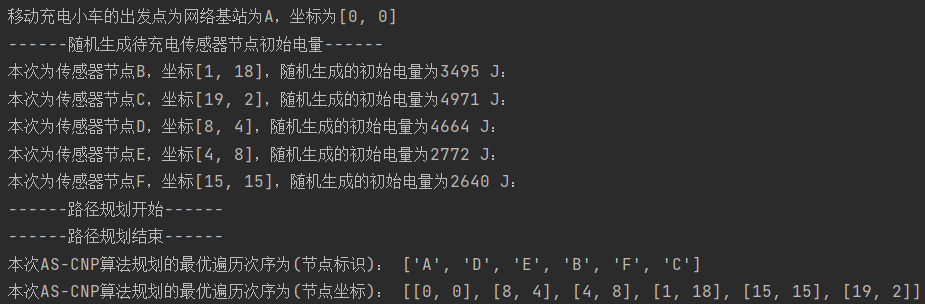 移动充电小车的出发点为网络基站为A，坐标为[0, 0]
------随机生成待充电传感器节点初始电量------
本次为传感器节点B，坐标[1, 18]，随机生成的初始电量为3495 J：
本次为传感器节点C，坐标[19, 2]，随机生成的初始电量为4971 J：
本次为传感器节点D，坐标[8, 4]，随机生成的初始电量为4664 J：
本次为传感器节点E，坐标[4, 8]，随机生成的初始电量为2772 J：
本次为传感器节点F，坐标[15, 15]，随机生成的初始电量为2640 J：
------路径规划开始------
------路径规划结束------
本次AS-CNP算法规划的最优遍历次序为(节点标识)： ['A', 'D', 'E', 'B', 'F', 'C']
本次AS-CNP算法规划的最优遍历次序为(节点坐标)： [[0, 0], [8, 4], [4, 8], [1, 18], [15, 15], [19, 2]]